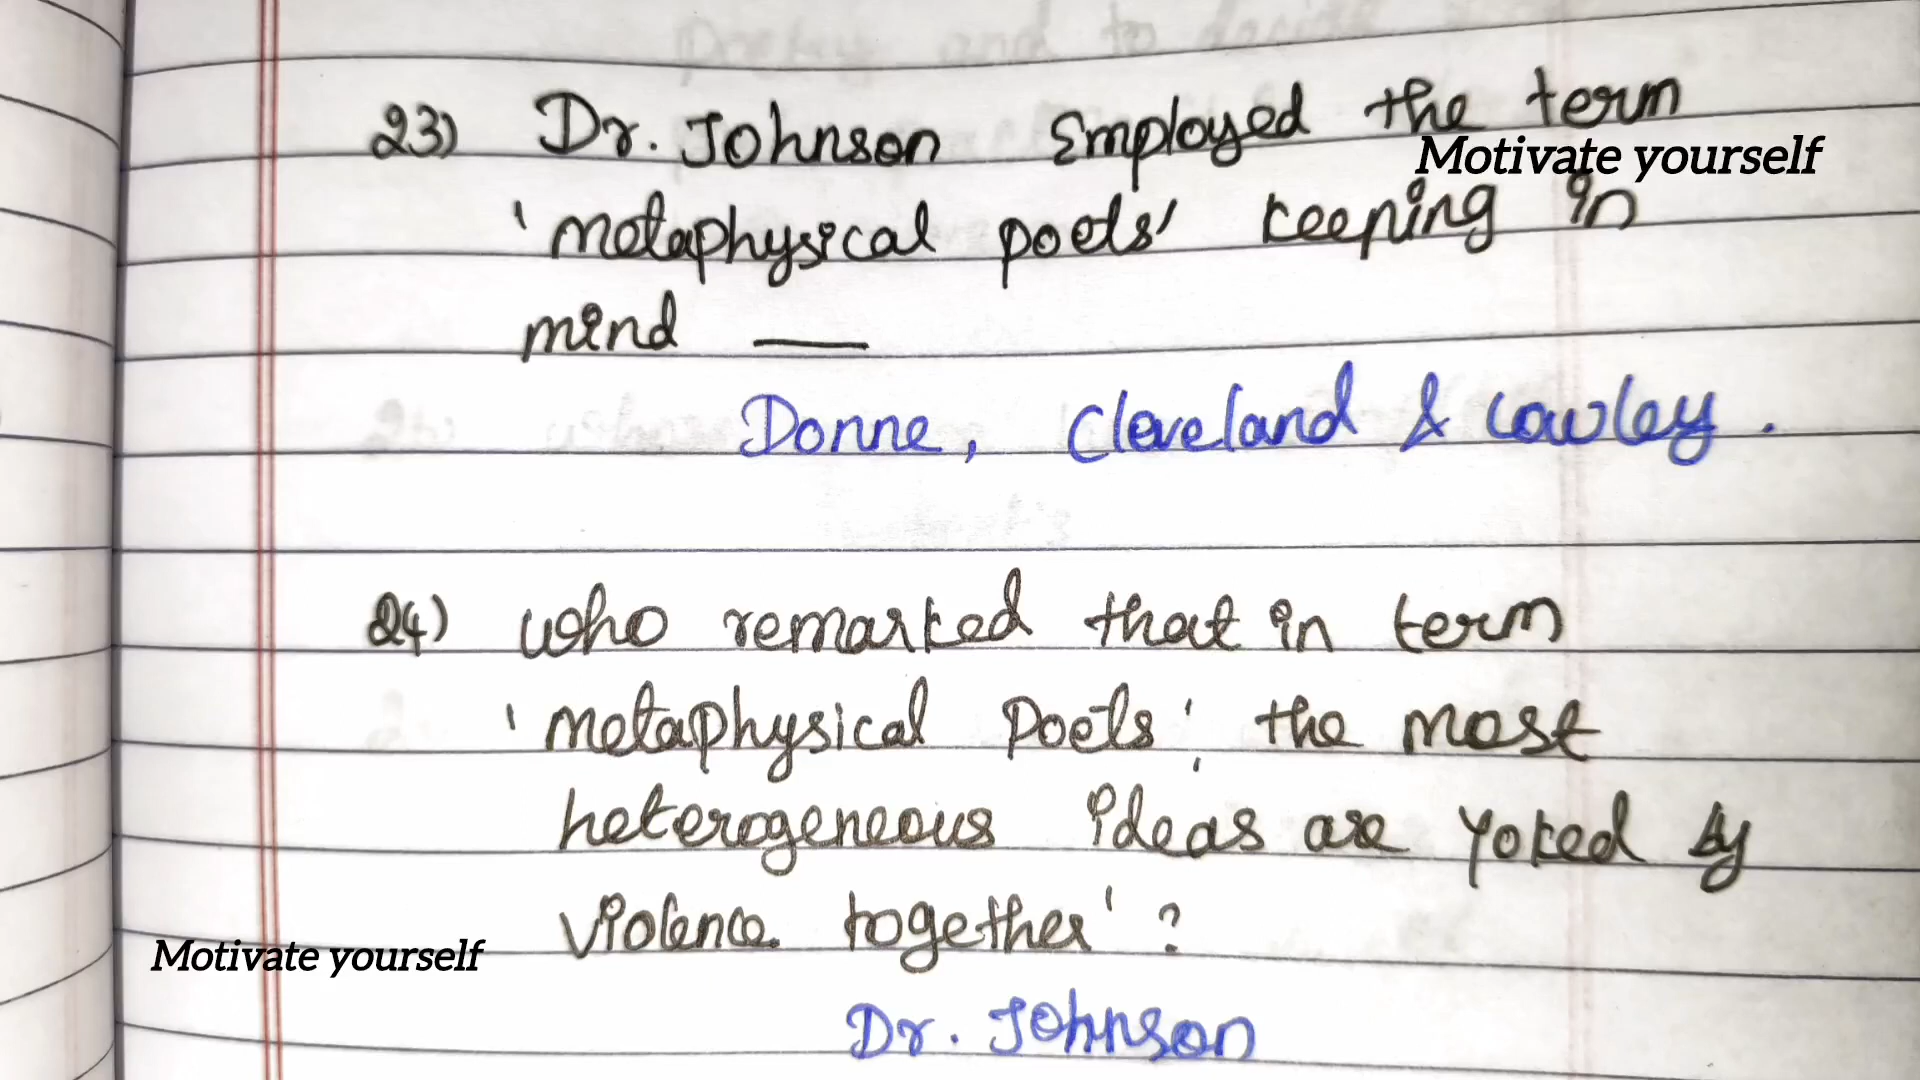 23) Dr. Johnson Employed the term
Motivate yourself
'metaphysical poets' keeping in
mind ___
Donne, Cleveland & Cowley.
24) who remarked that in term
'metaphysical Poets', the most
heterogeneous ideas are yoked by
violence together'?
Motivate yourself
Dr. Johnson